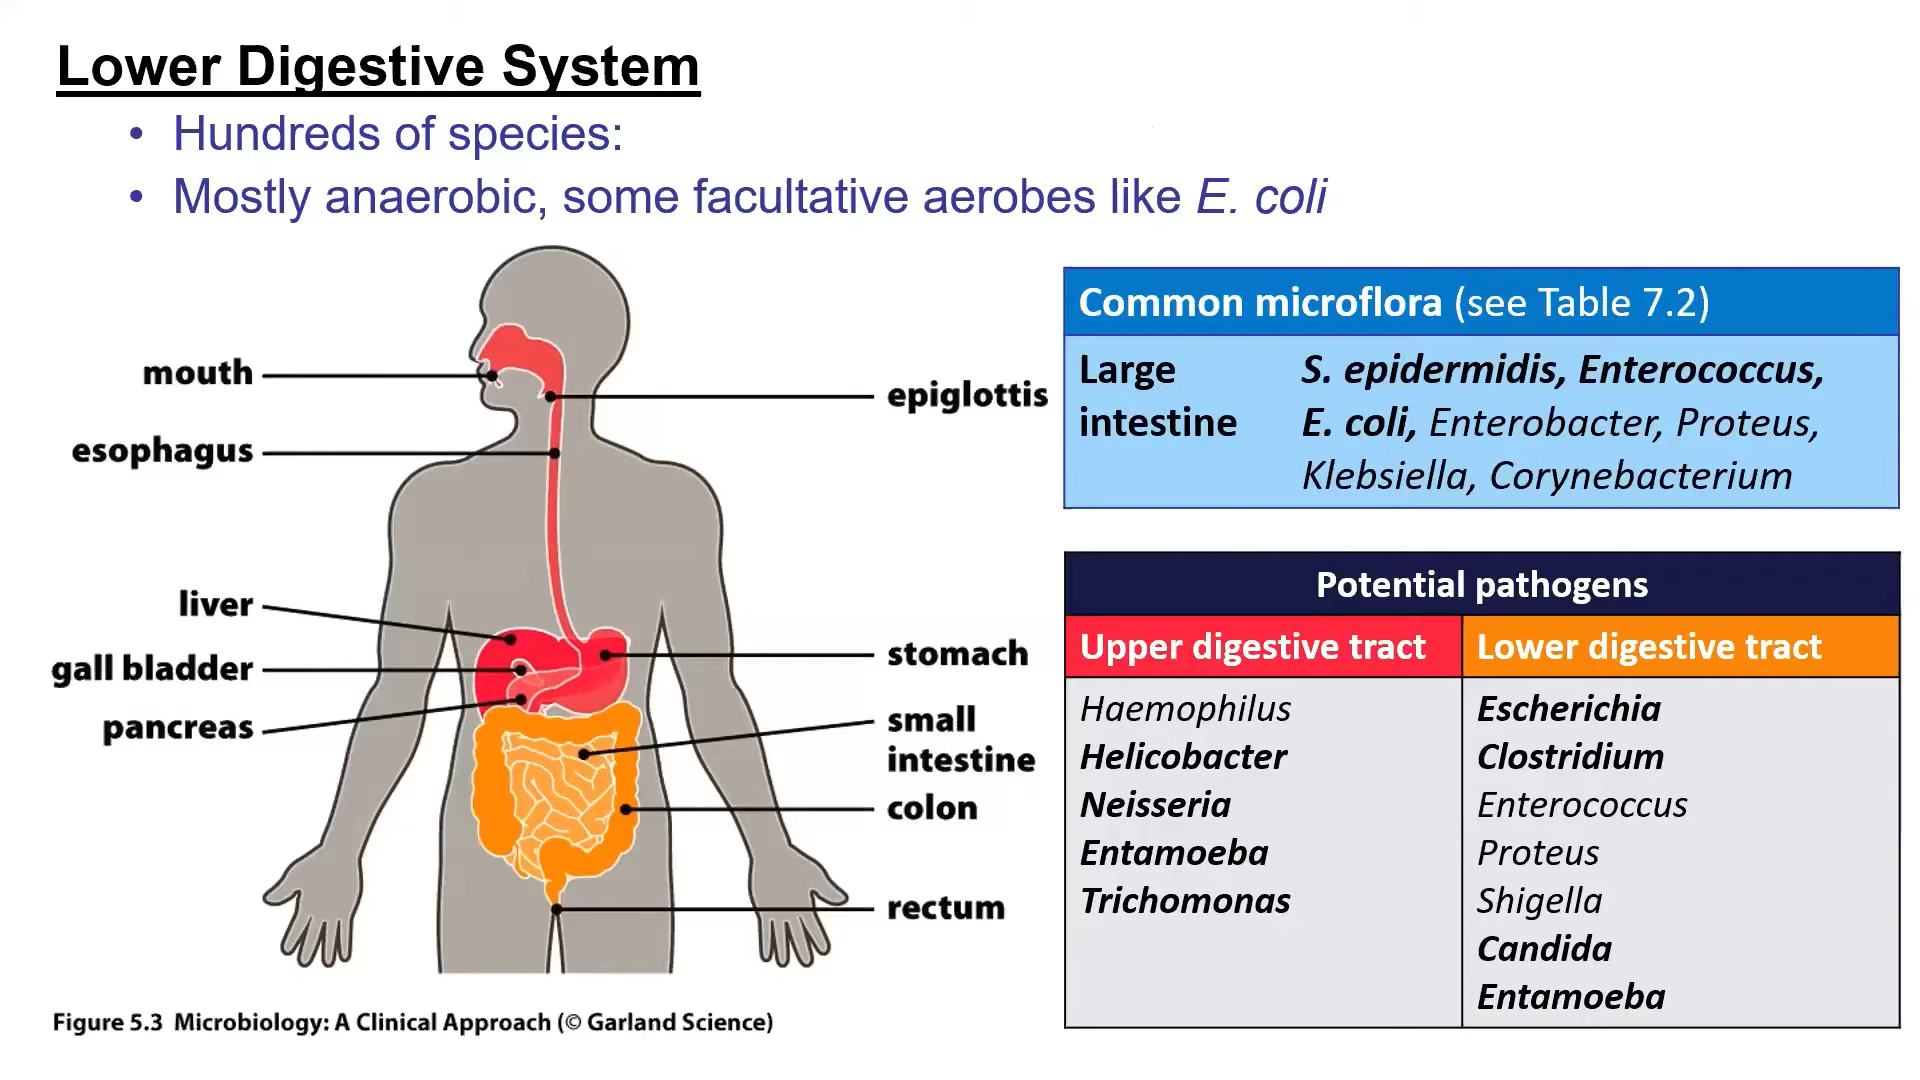 Lower Digestive System
• Hundreds of species:
• Mostly anaerobic, some facultative aerobes like E. coli
mouth
esophagus
liver
gall bladder
pancreas
epiglottis
stomach
small
intestine
colon
rectum
Figure 5.3 Microbiology: A Clinical Approach (© Garland Science)
Common microflora (see Table 7.2)
Large intestine
S. epidermidis, Enterococcus,
E. coli, Enterobacter, Proteus,
Klebsiella, Corynebacterium
Potential pathogens
Upper digestive tract
Haemophilus
Helicobacter
Neisseria
Entamoeba
Trichomonas
Lower digestive tract
Escherichia
Clostridium
Enterococcus
Proteus
Shigella
Candida
Entamoeba